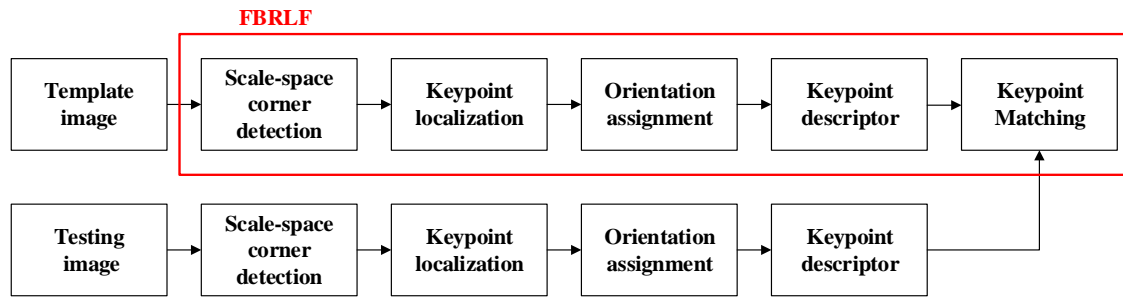 FBRLF
Template
image
Scale-space
corner
detection
Keypoint
localization
Orientation
assignment
Keypoint
descriptor
Keypoint
Matching
Testing
image
Scale-space
corner
detection
Keypoint
localization
Orientation
assignment
Keypoint
descriptor